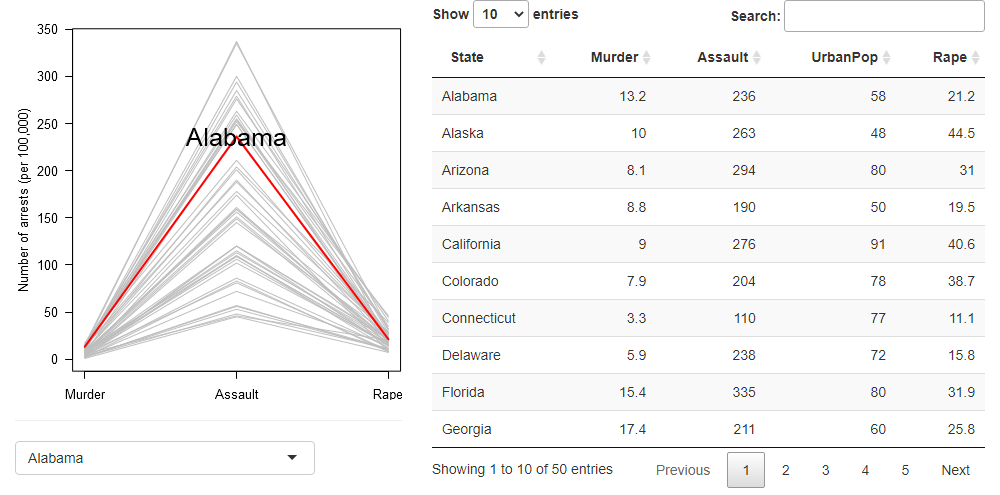 350
300
250
200
150
100
50
0
Number of arrests (per 100,000)
Alabama
Murder Assault Rape
Alabama
Show 10 entries Search:
State Murder Assault UrbanPop Rape
Alabama 13.2 236 58 21.2
Alaska 10 263 48 44.5
Arizona 8.1 294 80 31
Arkansas 8.8 190 50 19.5
California 9 276 91 40.6
Colorado 7.9 204 78 38.7
Connecticut 3.3 110 77 11.1
Delaware 5.9 238 72 15.8
Florida 15.4 335 80 31.9
Georgia 17.4 211 60 25.8
Showing 1 to 10 of 50 entries Previous 1 2 3 4 5 Next